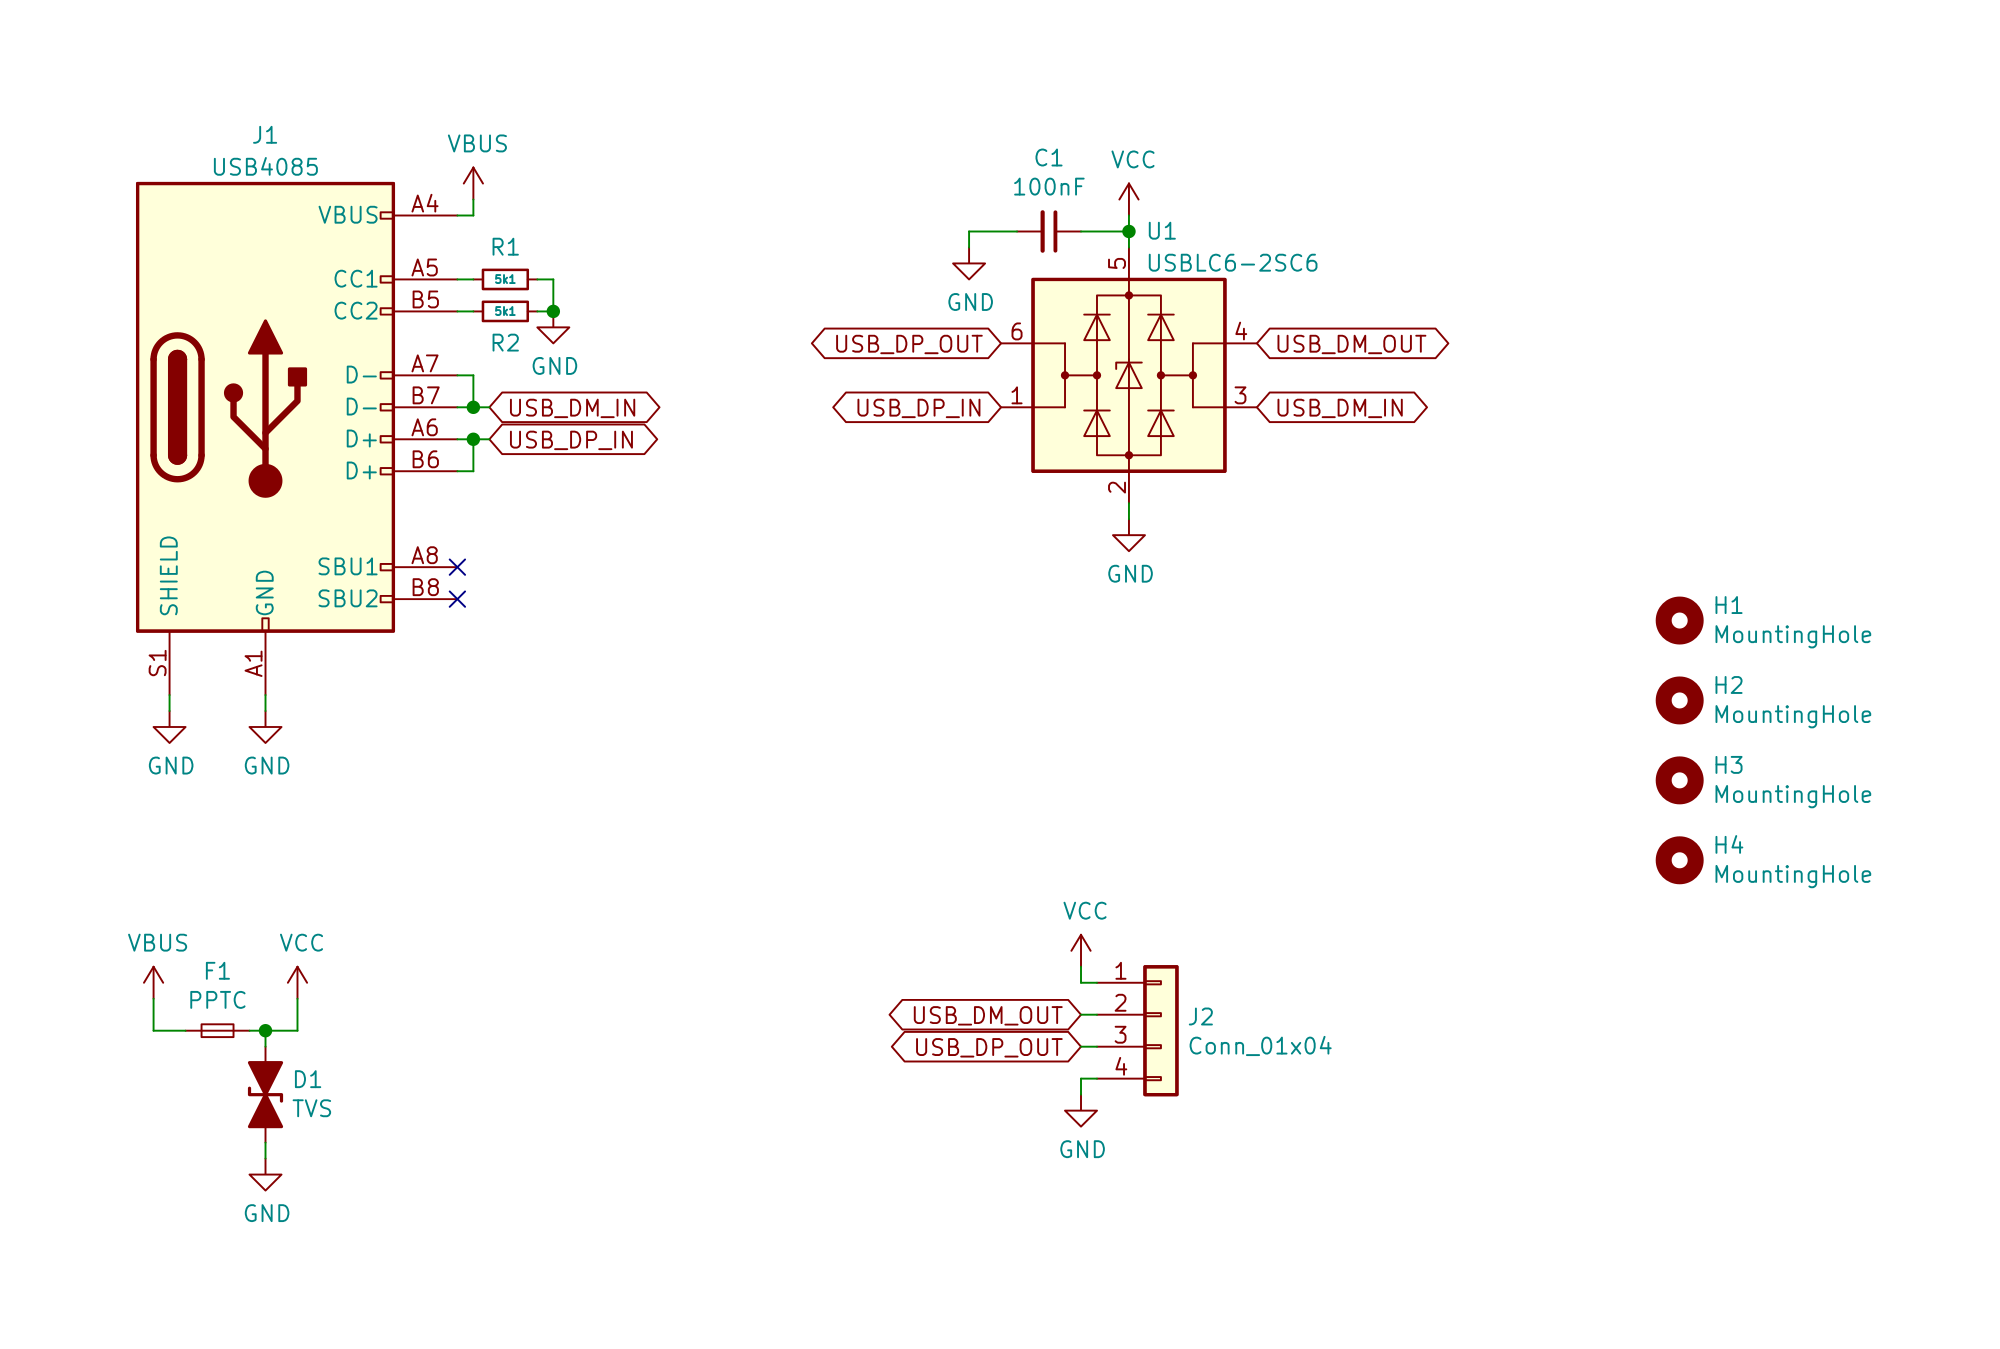 J1
USB4085
VBUS
A4
VBUS
CC1
A5
R1
5k1
CC2
B5
5k1
R2
GND
D-
A7
D-
B7
USB_DM_IN
D+
A6
USB_DP_IN
D+
B6
SBU1
A8
SBU2
B8
SHIELD
GND
S1
A1
GND
GND
C1
100nF
VCC
U1
USBLC6-2SC6
5
GND
USB_DP_OUT
6
4
USB_DM_OUT
USB_DP_IN
1
3
USB_DM_IN
2
GND
H1
MountingHole
H2
MountingHole
H3
MountingHole
H4
MountingHole
VBUS
VCC
F1
PPTC
D1
TVS
GND
VCC
1
USB_DM_OUT
2
USB_DP_OUT
3
4
J2
Conn_01x04
GND